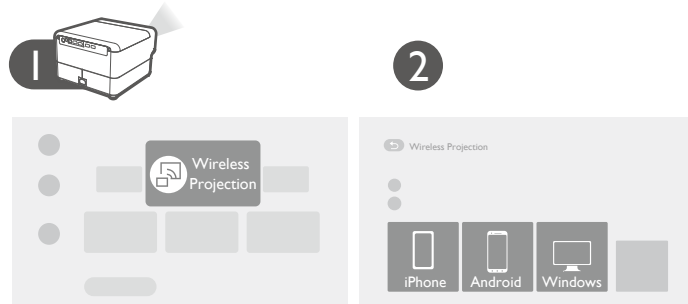 1
2
Wireless
Projection
Wireless Projection
iPhone
Android
Windows